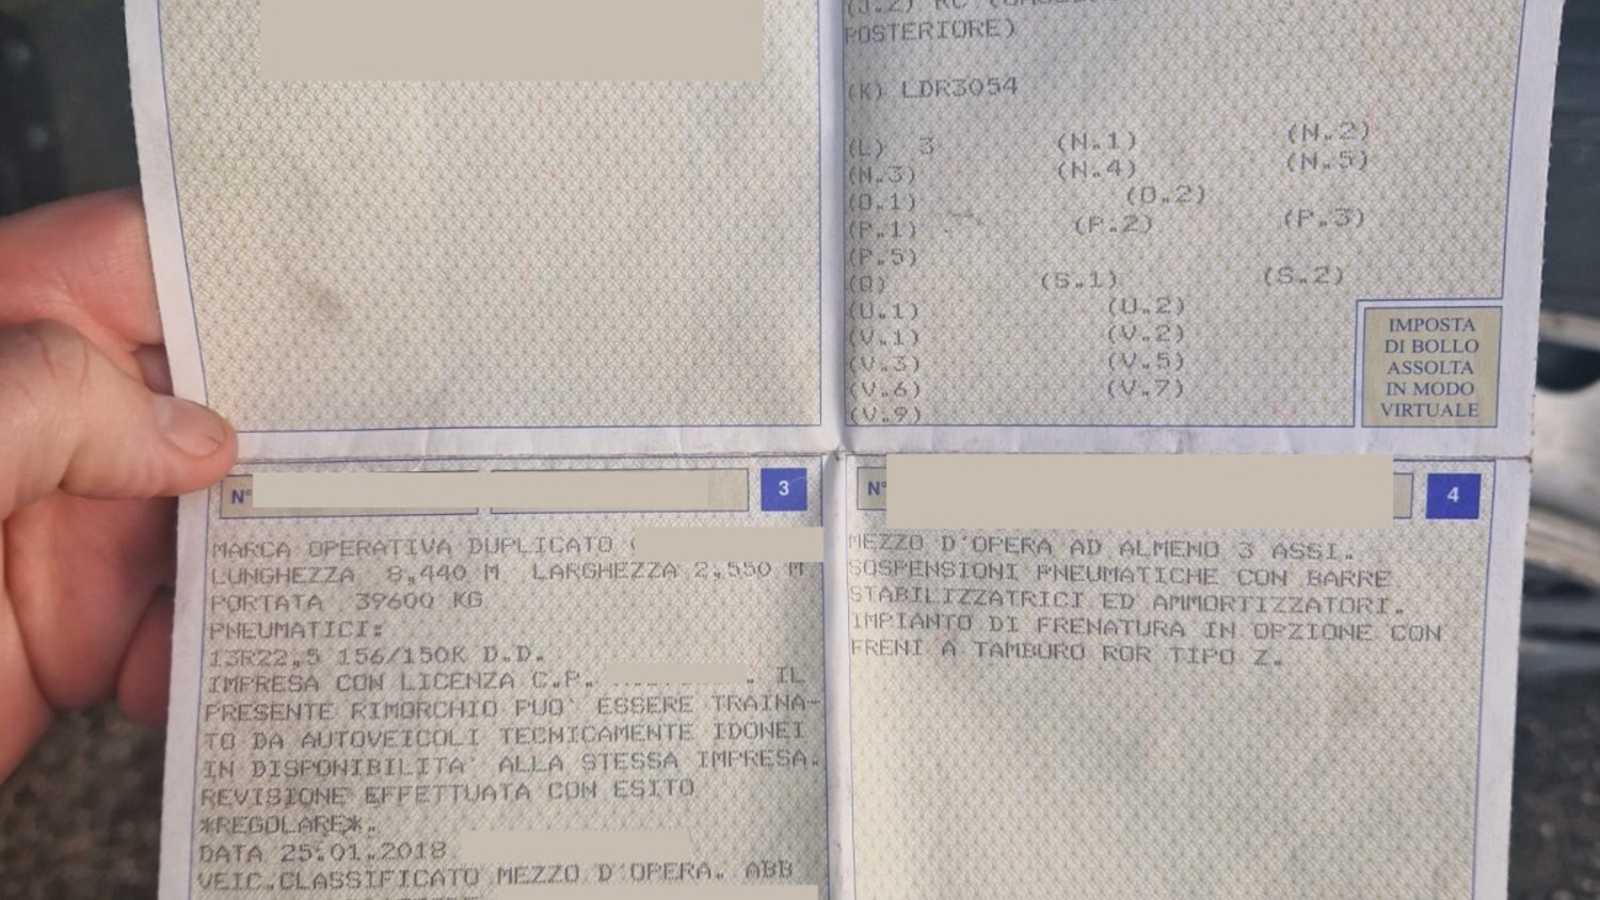 POSTERIORE)
(K) LDR3054
(L) 3 (N.1) (N.2)
(N.3) (N.4) (N.5)
(O.1) (O.2)
(P.1) (P.2) (P.3)
(P.5)
(Q) (S.1) (S.2)
(U.1) (U.2)
(V.1) (V.2)
(V.3) (V.5)
(V.6) (V.7)
(V.9)
IMPOSTA
DI BOLLO
ASSOLTA
IN MODO
VIRTUALE
N° 3
MARCA OPERATIVA DUPLICATO (
LUNGHEZZA 8,440 M LARGHEZZA 2,550 M
PORTATA 39600 KG
PNEUMATICI:
13R22,5 156/150K D.D.
IMPRESA CON LICENZA C.P. . IL
PRESENTE RIMORCHIO PUO` ESSERE TRAINA-
TO DA AUTOVEICOLI TECNICAMENTE IDONEI
IN DISPONIBILITA` ALLA STESSA IMPRESA.
REVISIONE EFFETTUATA CON ESITO
*REGOLARE*.
DATA 25.01.2018
VEIC.CLASSIFICATO MEZZO D'OPERA. ABB
N° 4
MEZZO D'OPERA AD ALMENO 3 ASSI.
SOSPENSIONI PNEUMATICHE CON BARRE
STABILIZZATRICI ED AMMORTIZZATORI.
IMPIANTO DI FRENATURA IN OPZIONE CON
FRENI A TAMBURO ROR TIPO Z.